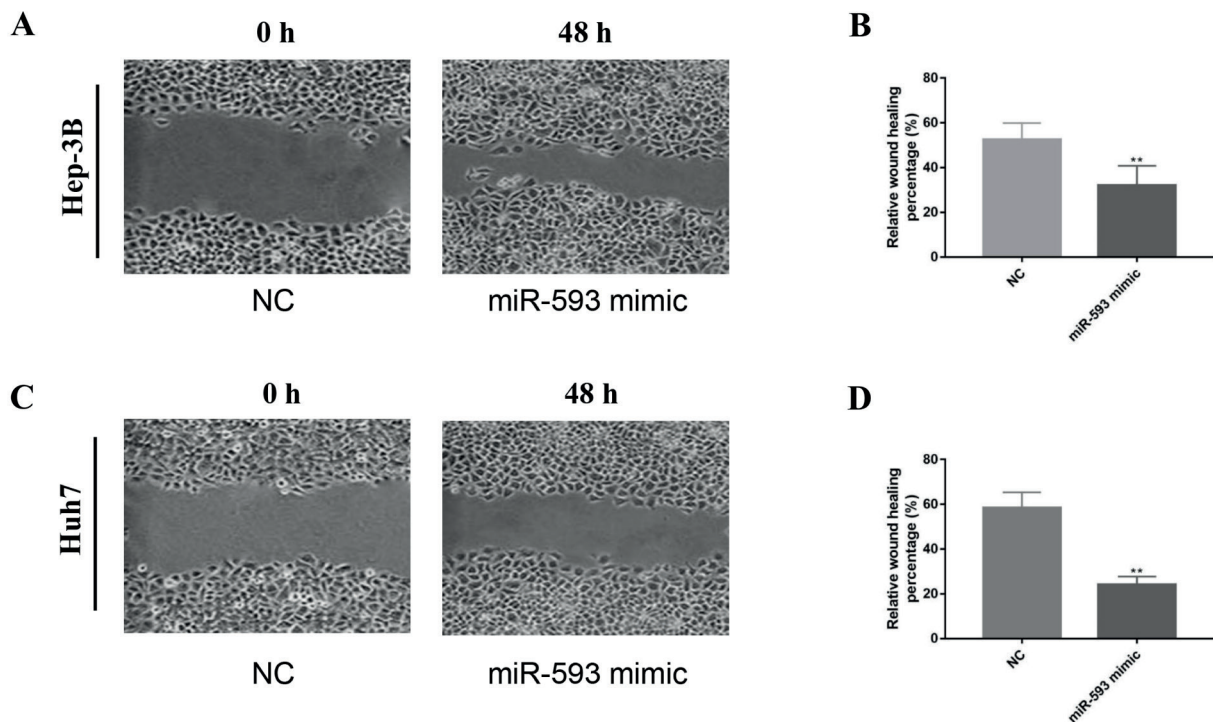 A
0 h
48 h
Hep-3B
NC
miR-593 mimic
B
Relative wound healing
percentage (%)
80
60
40
20
0
**
NC
miR-593 mimic
C
0 h
48 h
Huh7
NC
miR-593 mimic
D
Relative wound healing
percentage (%)
80
60
40
20
0
**
NC
miR-593 mimic